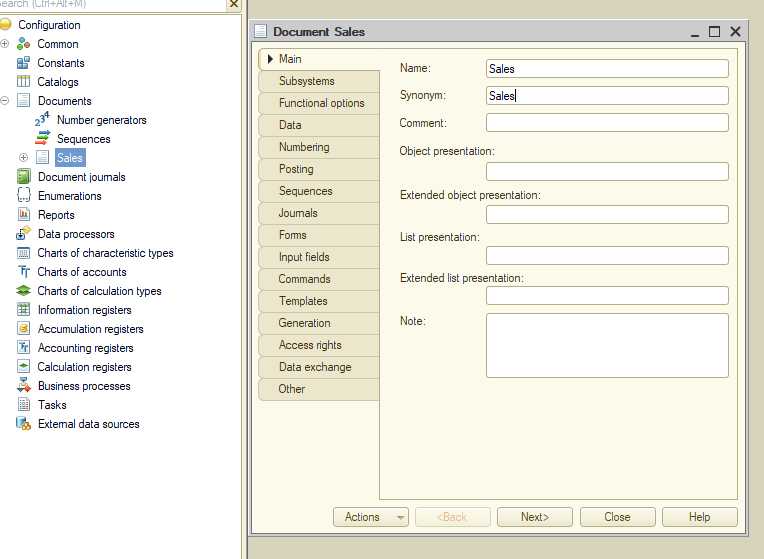 Search (Ctrl+Alt+M)
Configuration
Common
Constants
Catalogs
Documents
Number generators
Sequences
Sales
Document journals
Enumerations
Reports
Data processors
Charts of characteristic types
Charts of accounts
Charts of calculation types
Information registers
Accumulation registers
Accounting registers
Calculation registers
Business processes
Tasks
External data sources
Document Sales
Main
Subsystems
Functional options
Data
Numbering
Posting
Sequences
Journals
Forms
Input fields
Commands
Templates
Generation
Access rights
Data exchange
Other
Name: Sales
Synonym: Sales
Comment:
Object presentation:
Extended object presentation:
List presentation:
Extended list presentation:
Note:
Actions <Back Next> Close Help